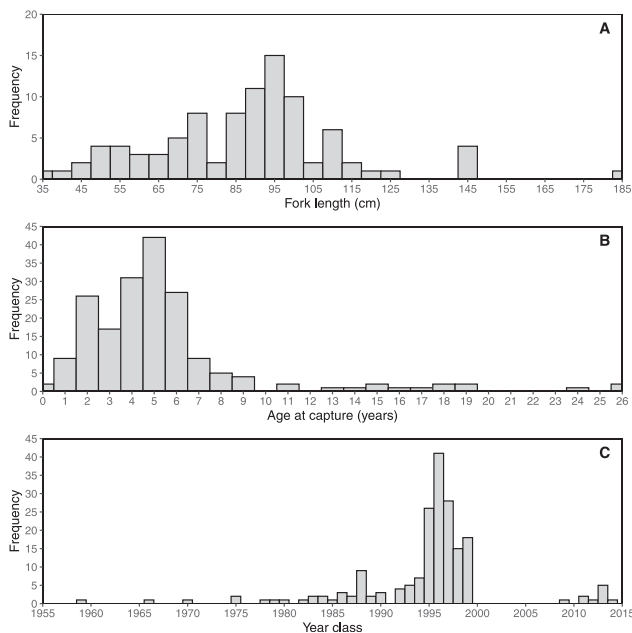 A
Frequency
20
15
10
5
0
35 45 55 65 75 85 95 105 115 125 135 145 155 165 175 185
Fork length (cm)
B
Frequency
45
40
35
30
25
20
15
10
5
0
0 1 2 3 4 5 6 7 8 9 10 11 12 13 14 15 16 17 18 19 20 21 22 23 24 25 26
Age at capture (years)
C
Frequency
45
40
35
30
25
20
15
10
5
0
1955 1960 1965 1970 1975 1980 1985 1990 1995 2000 2005 2010 2015
Year class